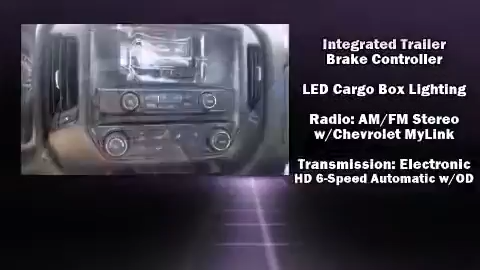 Integrated Trailer
Brake Controller
LED Cargo Box Lighting
Radio: AM/FM Stereo
w/Chevrolet MyLink
Transmission: Electronic
HD 6-Speed Automatic w/OD